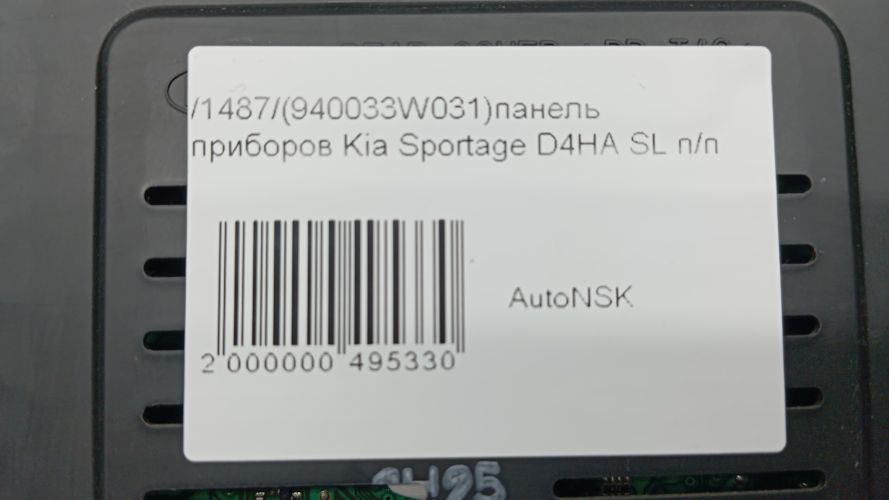 /1487/(940033W031)панель
приборов Kia Sportage D4HA SL п/п
AutoNSK
2 000000 495330